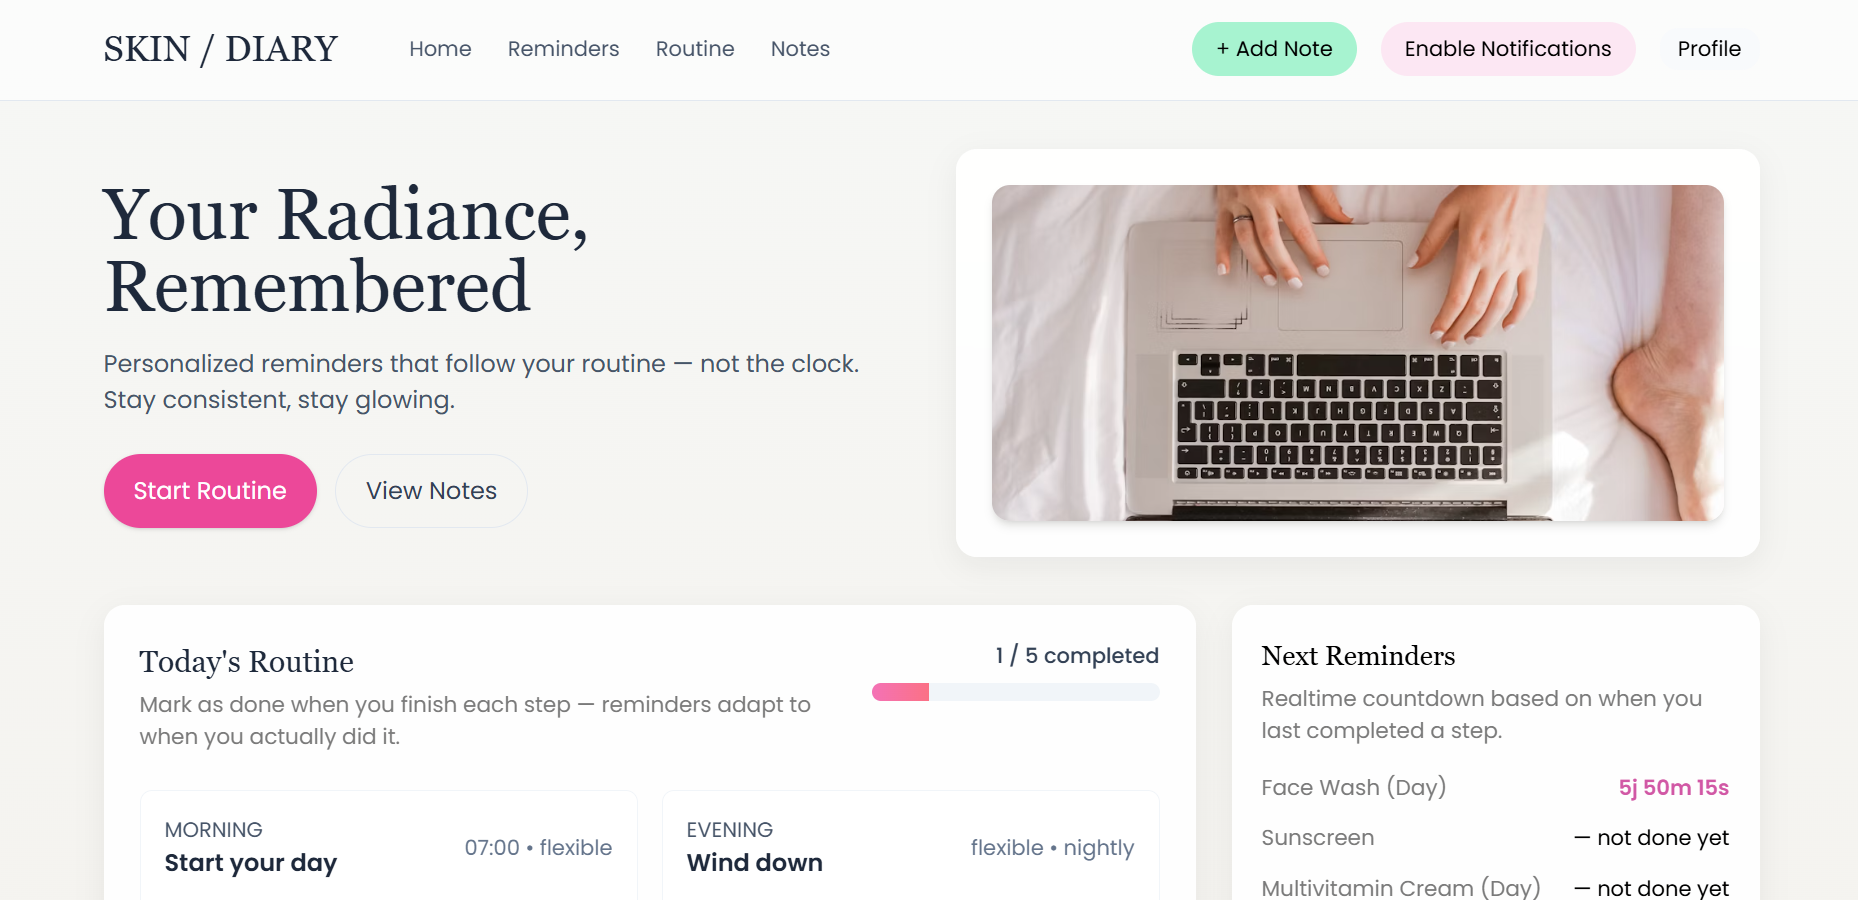 SKIN / DIARY
Home
Reminders
Routine
Notes
+ Add Note
Enable Notifications
Profile
Your Radiance,
Remembered
Personalized reminders that follow your routine — not the clock.
Stay consistent, stay glowing.
Start Routine
View Notes
Today's Routine
1 / 5 completed
Mark as done when you finish each step — reminders adapt to
when you actually did it.
MORNING
Start your day
07:00 • flexible
EVENING
Wind down
flexible • nightly
Next Reminders
Realtime countdown based on when you
last completed a step.
Face Wash (Day)
5j 50m 15s
Sunscreen
— not done yet
Multivitamin Cream (Day)
— not done yet